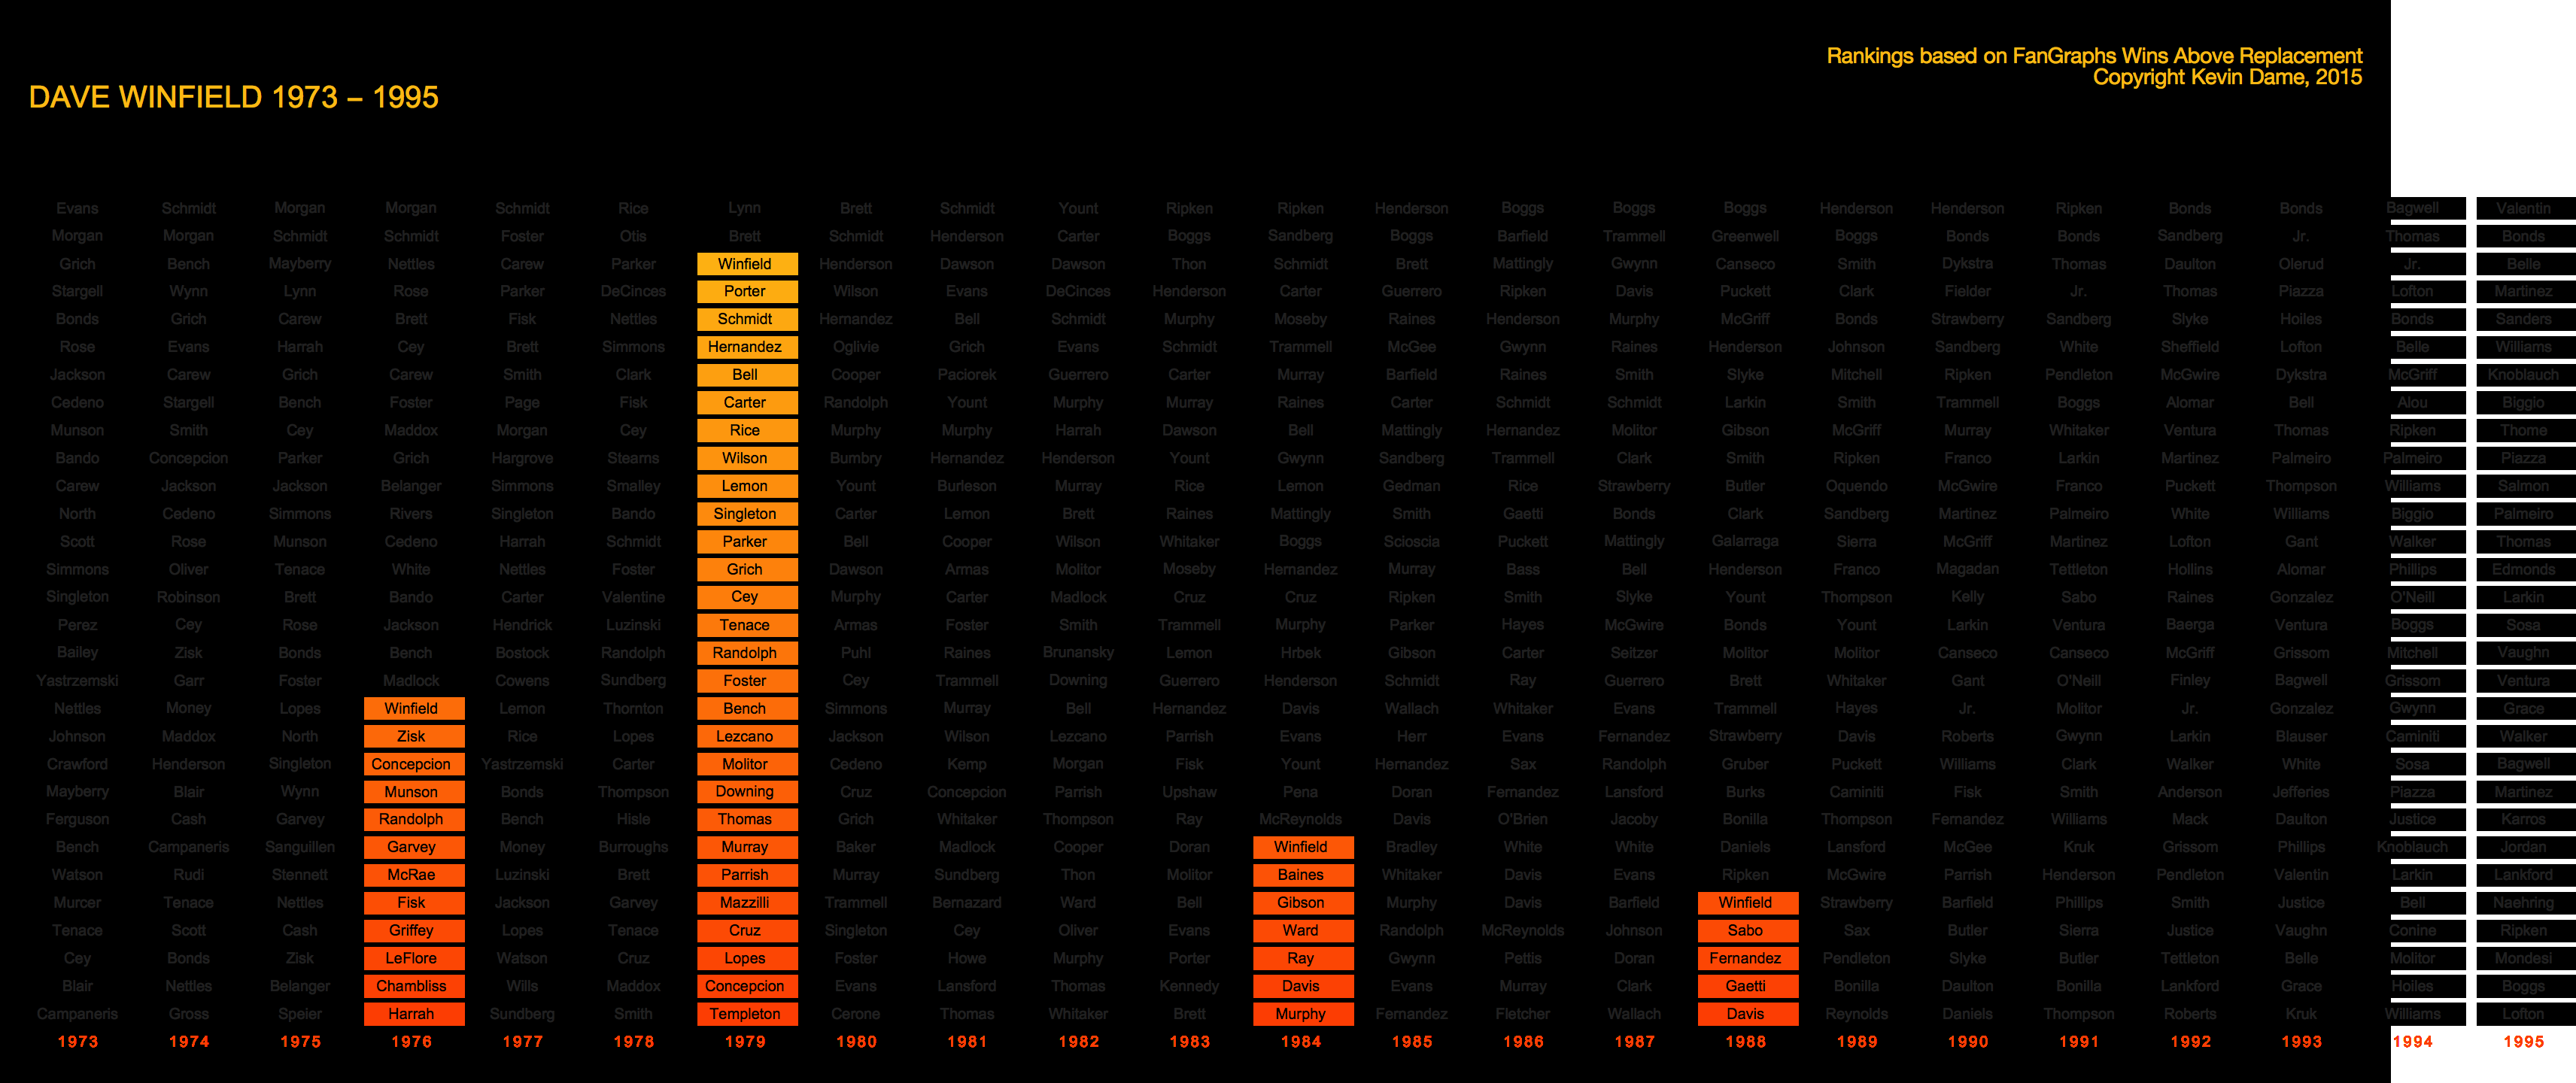 Rankings based on FanGraphs Wins Above Replacement
Copyright Kevin Dame, 2015
DAVE WINFIELD 1973 – 1995
Evans Schmidt Morgan Morgan Schmidt Rice Lynn Brett Schmidt Yount Ripken Ripken Henderson Boggs Boggs Boggs Henderson Henderson Ripken Bonds Bonds Bagwell Valentin
Morgan Morgan Schmidt Schmidt Foster Otis Brett Schmidt Henderson Carter Boggs Sandberg Boggs Barfield Trammell Greenwell Boggs Bonds Bonds Sandberg Jr. Thomas Bonds
Grich Bench Mayberry Nettles Carew Parker Winfield Henderson Dawson Dawson Thon Schmidt Brett Mattingly Gwynn Canseco Smith Dykstra Thomas Daulton Olerud Jr. Belle
Stargell Wynn Lynn Rose Parker DeCinces Porter Wilson Evans DeCinces Henderson Carter Guerrero Ripken Davis Puckett Clark Fielder Jr. Thomas Piazza Lofton Martinez
Bonds Grich Carew Brett Fisk Nettles Schmidt Hernandez Bell Schmidt Murphy Moseby Raines Henderson Murphy McGriff Bonds Strawberry Sandberg Slyke Hoiles Bonds Sanders
Rose Evans Harrah Cey Brett Simmons Hernandez Oglivie Grich Evans Schmidt Trammell McGee Gwynn Raines Henderson Johnson Sandberg White Sheffield Lofton Belle Williams
Jackson Carew Grich Carew Smith Clark Bell Cooper Paciorek Guerrero Carter Murray Barfield Raines Smith Slyke Mitchell Ripken Pendleton McGwire Dykstra McGriff Knoblauch
Cedeno Stargell Bench Foster Page Fisk Carter Randolph Yount Murphy Murray Raines Carter Schmidt Schmidt Larkin Smith Trammell Boggs Alomar Bell Alou Biggio
Munson Smith Cey Maddox Morgan Cey Rice Murphy Murphy Harrah Dawson Bell Mattingly Hernandez Molitor Gibson McGriff Murray Whitaker Ventura Thomas Ripken Thome
Bando Concepcion Parker Grich Hargrove Stearns Wilson Bumbry Hernandez Henderson Yount Gwynn Sandberg Trammell Clark Smith Ripken Franco Larkin Martinez Palmeiro Palmeiro Piazza
Carew Jackson Jackson Belanger Simmons Smalley Lemon Yount Burleson Murray Rice Lemon Gedman Rice Strawberry Butler Oquendo McGwire Franco Puckett Thompson Williams Salmon
North Cedeno Simmons Rivers Singleton Bando Singleton Carter Lemon Brett Raines Mattingly Smith Gaetti Bonds Clark Sandberg Martinez Palmeiro White Williams Biggio Palmeiro
Scott Rose Munson Cedeno Harrah Schmidt Parker Bell Cooper Wilson Whitaker Boggs Scioscia Puckett Mattingly Galarraga Sierra McGriff Martinez Lofton Gant Walker Thomas
Simmons Oliver Tenace White Nettles Foster Grich Dawson Armas Molitor Moseby Hernandez Murray Bass Bell Henderson Franco Magadan Tettleton Hollins Alomar Phillips Edmonds
Singleton Robinson Brett Bando Carter Valentine Cey Murphy Carter Madlock Cruz Cruz Ripken Smith Slyke Yount Thompson Kelly Sabo Raines Gonzalez O'Neill Larkin
Perez Cey Rose Jackson Hendrick Luzinski Tenace Armas Foster Smith Trammell Murphy Parker Hayes McGwire Bonds Yount Larkin Ventura Baerga Ventura Boggs Sosa
Bailey Zisk Bonds Bench Bostock Randolph Randolph Puhl Raines Brunansky Lemon Hrbek Gibson Carter Seitzer Molitor Molitor Canseco Canseco McGriff Grissom Mitchell Vaughn
Yastrzemski Garr Foster Madlock Cowens Sundberg Foster Cey Trammell Downing Guerrero Henderson Schmidt Ray Guerrero Brett Whitaker Gant O'Neill Finley Bagwell Grissom Ventura
Nettles Money Lopes Winfield Lemon Thornton Bench Simmons Murray Bell Hernandez Davis Wallach Whitaker Evans Trammell Hayes Jr. Molitor Jr. Gonzalez Gwynn Grace
Johnson Maddox North Zisk Rice Lopes Lezcano Jackson Wilson Lezcano Parrish Evans Herr Evans Fernandez Strawberry Davis Roberts Gwynn Larkin Blauser Caminiti Walker
Crawford Henderson Singleton Concepcion Yastrzemski Carter Molitor Cedeno Kemp Morgan Fisk Yount Hernandez Sax Randolph Gruber Puckett Williams Clark Walker White Sosa Bagwell
Mayberry Blair Wynn Munson Bonds Thompson Downing Cruz Concepcion Parrish Upshaw Pena Doran Fernandez Lansford Burks Caminiti Fisk Smith Anderson Jefferies Piazza Martinez
Ferguson Cash Garvey Randolph Bench Hisle Thomas Grich Whitaker Thompson Ray McReynolds Davis O'Brien Jacoby Bonilla Thompson Fernandez Williams Mack Daulton Justice Karros
Bench Campaneris Sanguillen Garvey Money Burroughs Murray Baker Madlock Cooper Doran Winfield Bradley White White Daniels Lansford McGee Kruk Grissom Phillips Knoblauch Jordan
Watson Rudi Stennett McRae Luzinski Brett Parrish Murray Sundberg Thon Molitor Baines Whitaker Davis Evans Ripken McGwire Parrish Henderson Pendleton Valentin Larkin Lankford
Murcer Tenace Nettles Fisk Jackson Garvey Mazzilli Trammell Bernazard Ward Bell Gibson Murphy Davis Barfield Winfield Strawberry Barfield Phillips Smith Justice Bell Naehring
Tenace Scott Cash Griffey Lopes Tenace Cruz Singleton Cey Oliver Evans Ward Randolph McReynolds Johnson Sabo Sax Butler Sierra Justice Vaughn Conine Ripken
Cey Bonds Zisk LeFlore Watson Cruz Lopes Foster Howe Murphy Porter Ray Gwynn Pettis Doran Fernandez Pendleton Slyke Butler Tettleton Belle Molitor Mondesi
Blair Nettles Belanger Chambliss Wills Maddox Concepcion Evans Lansford Thomas Kennedy Davis Evans Murray Clark Gaetti Bonilla Daulton Bonilla Lankford Grace Hoiles Boggs
Campaneris Gross Speier Harrah Sundberg Smith Templeton Cerone Thomas Whitaker Brett Murphy Fernandez Fletcher Wallach Davis Reynolds Daniels Thompson Roberts Kruk Williams Lofton
1973 1974 1975 1976 1977 1978 1979 1980 1981 1982 1983 1984 1985 1986 1987 1988 1989 1990 1991 1992 1993 1994 1995